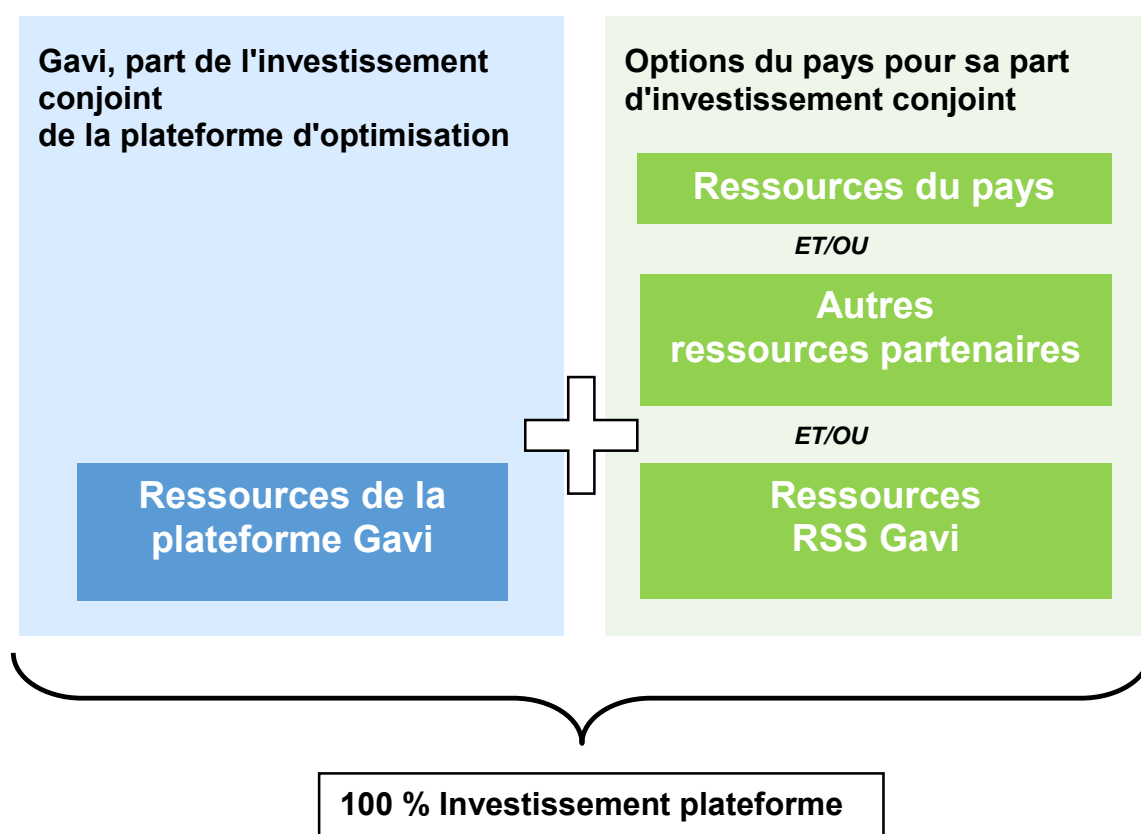 Gavi, part de l'investissement
conjoint
de la plateforme d'optimisation
Ressources de la
plateforme Gavi
Options du pays pour sa part
d'investissement conjoint
Ressources du pays
ET/OU
Autres
ressources partenaires
ET/OU
Ressources
RSS Gavi
100 % Investissement plateforme